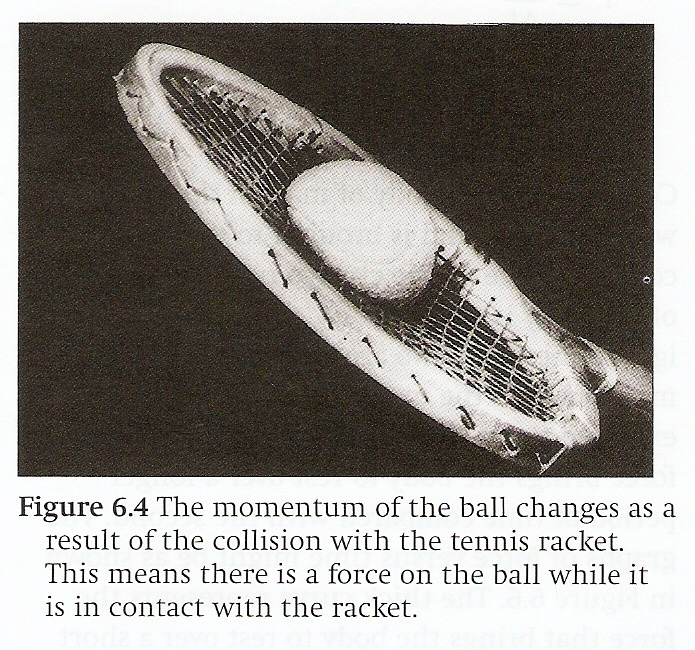 Figure 6.4 The momentum of the ball changes as a
result of the collision with the tennis racket.
This means there is a force on the ball while it
is in contact with the racket.